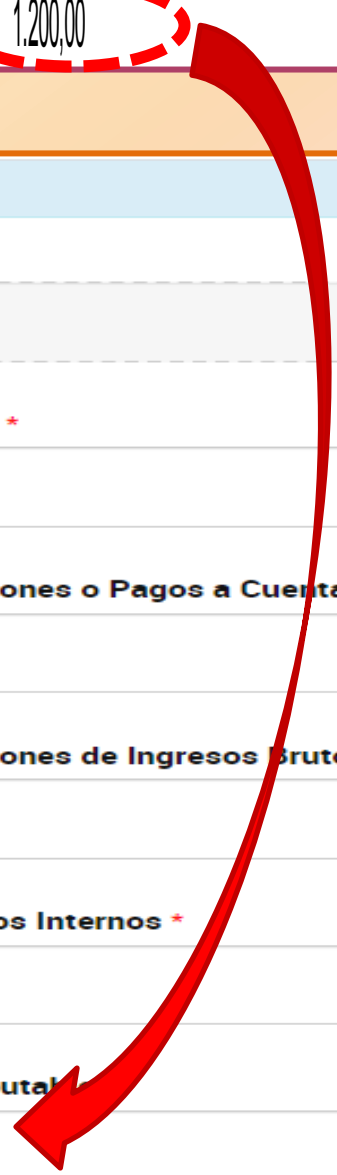 1.200,00
*
ones o Pagos a Cuenta
ones de Ingresos Brut
os Internos *